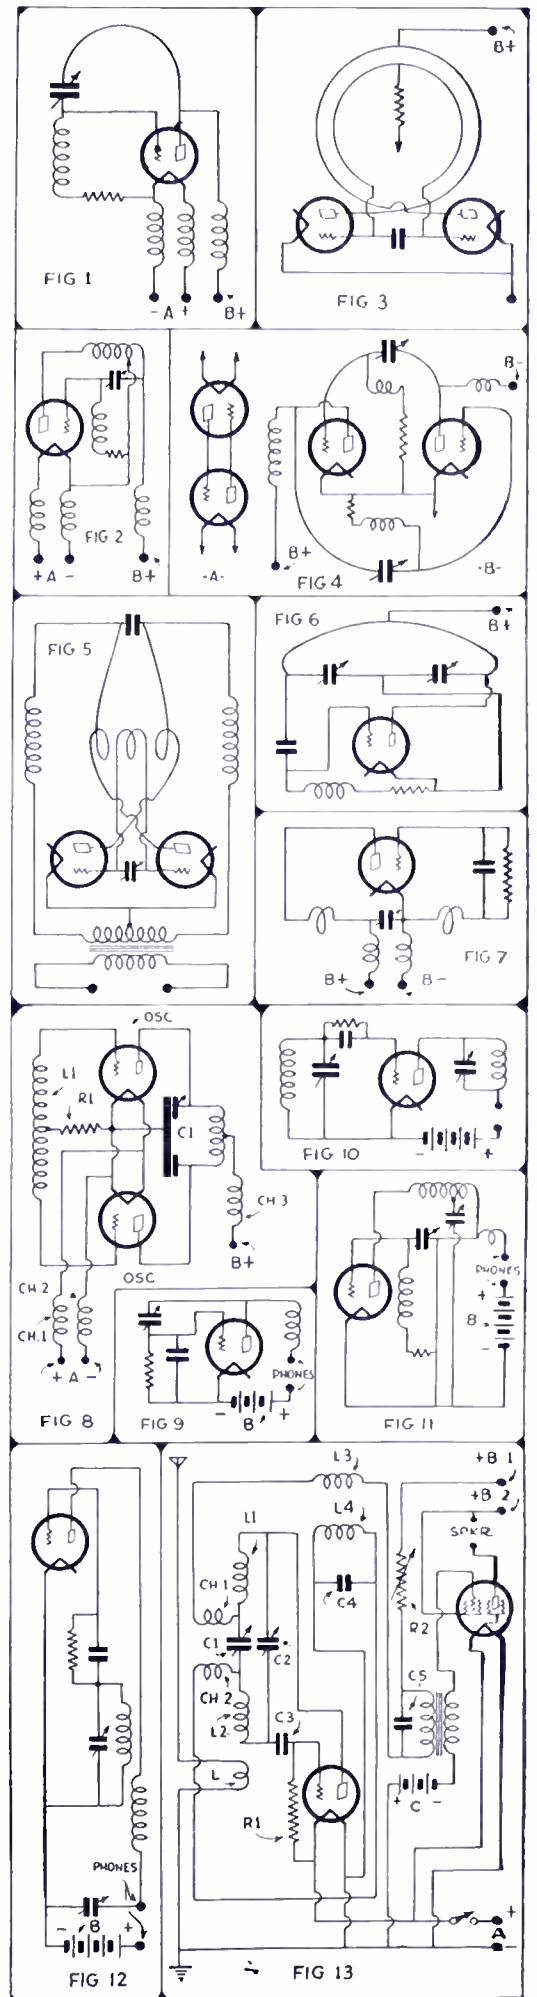 FIG 1
- A +
B+
B+
FIG 3
FIG 2
+ A -
B+
-A-
B+
FIG 4
B-
-B-
FIG 5
FIG 6
B+
B+
B-
FIG 7
OSC
L1
R1
C1
CH 3
B+
OSC
CH 2
CH.1
+ A -
FIG 8
FIG 10
- +
FIG 9
PHONES
- B +
PHONES
+
B
-
FIG 11
PHONES
- B +
FIG 12
L3
L4
L1
CH 1
C1
C2
CH 2
L2
C3
L
R1
C4
+B 1
+B 2
SPKR
R2
C5
+ C -
+
A
-
FIG 13